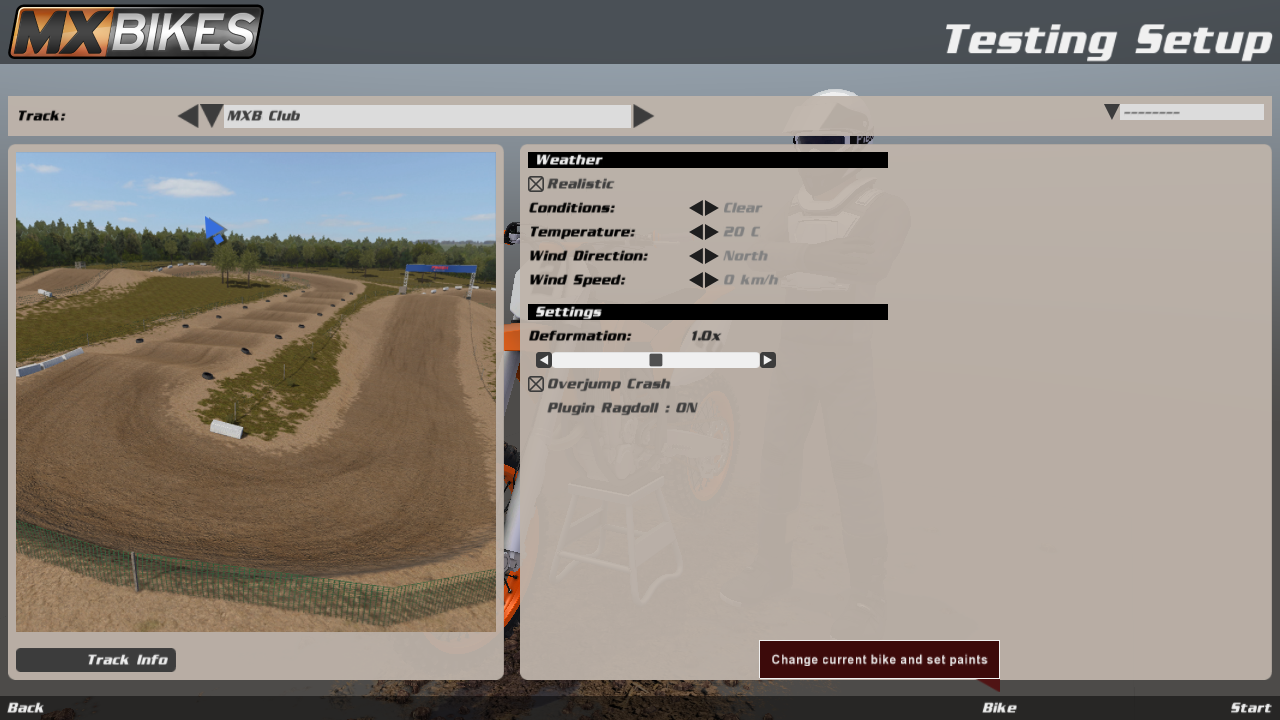 MXBIKES
Testing Setup
Track:
MXB Club
--------
Weather
Realistic
Conditions: Clear
Temperature: 20 C
Wind Direction: North
Wind Speed: 0 km/h
Settings
Deformation: 1.0x
Overjump Crash
Plugin Ragdoll : ON
Track Info
Change current bike and set paints
Back
Bike
Start